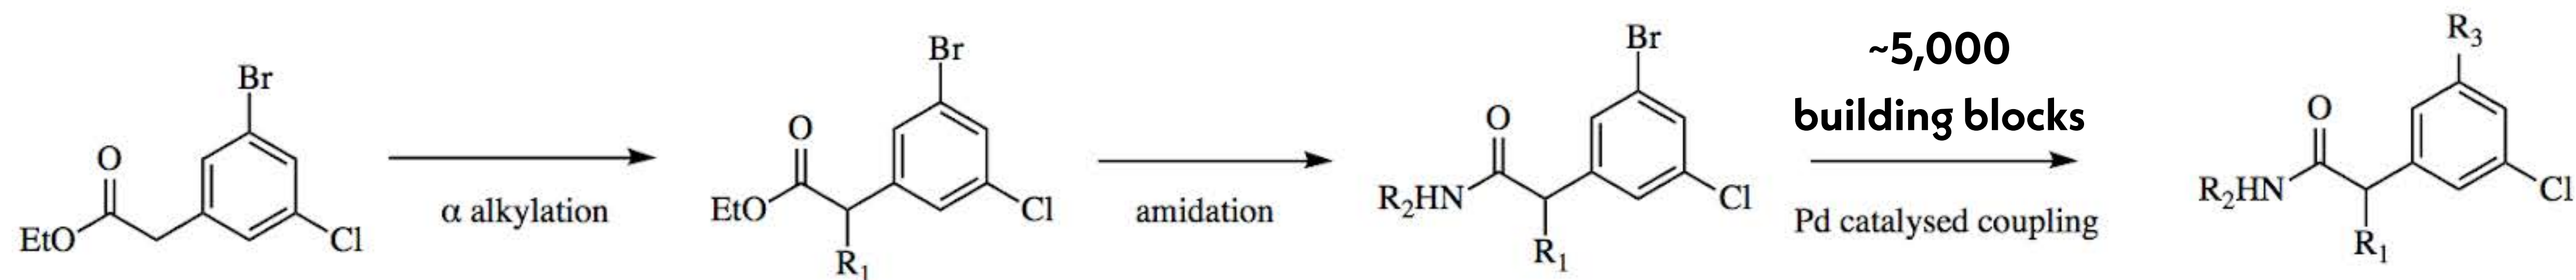 Br
O
EtO
Cl
α alkylation
Br
O
EtO
Cl
R1
amidation
Br
O
R2HN
Cl
R1
~5,000
building blocks
Pd catalysed coupling
R3
O
R2HN
Cl
R1